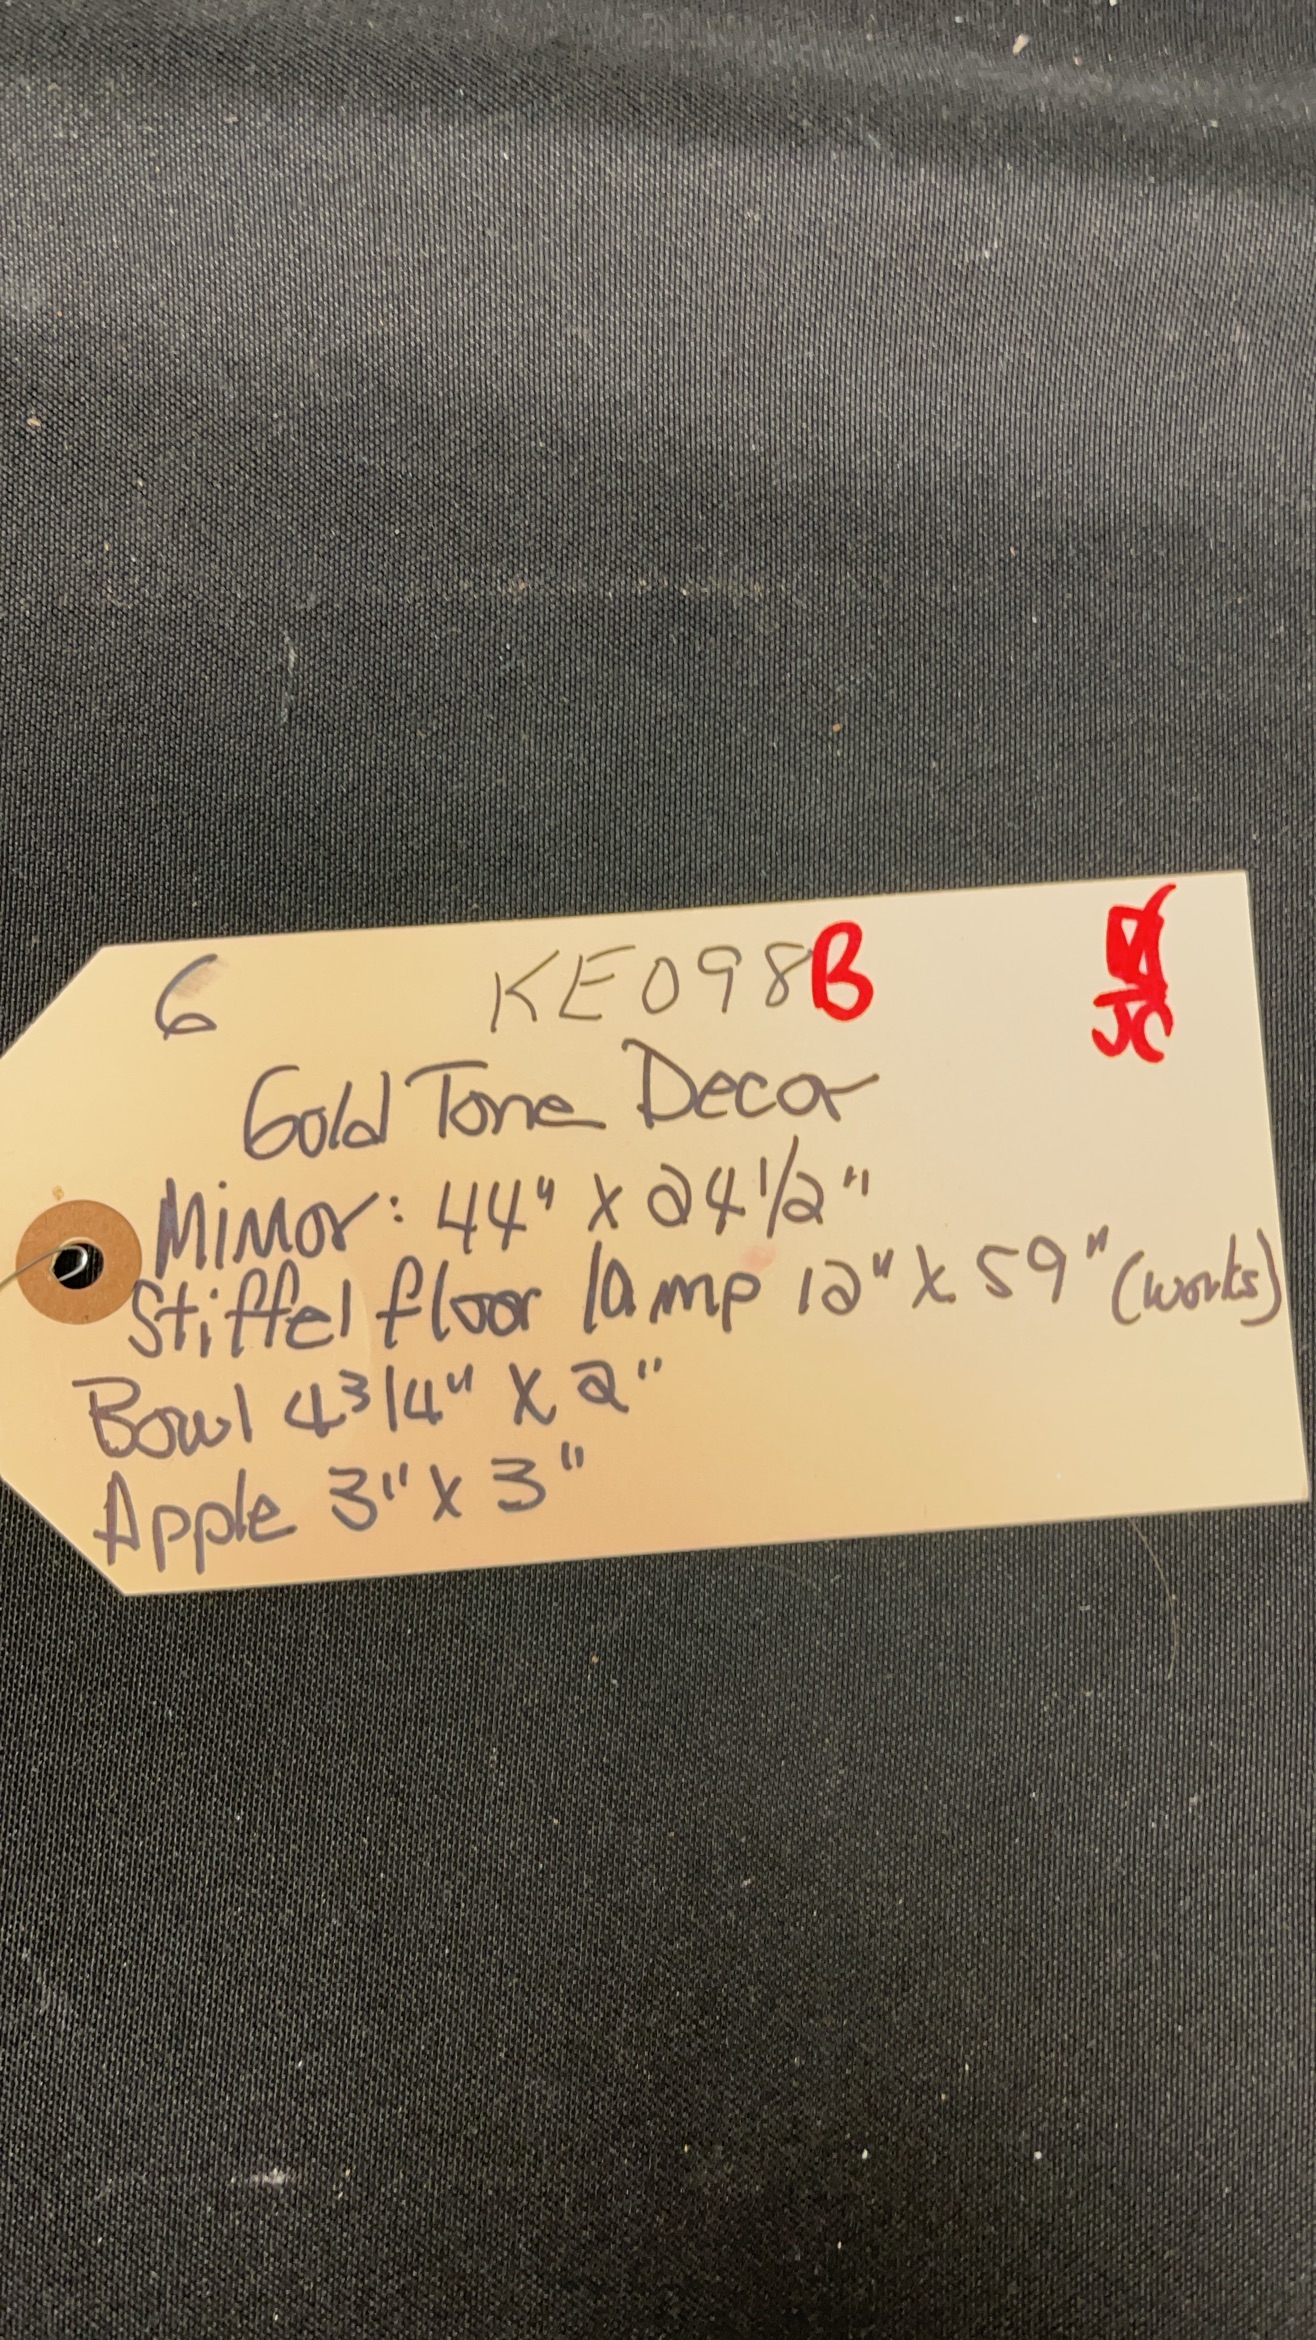 6 KE098B
JC
Gold Tone Decor
Mirror: 44" X 24 1/2"
Stiffel floor lamp 12" X 59" (works)
Bowl 4 3/4" X 2"
Apple 3" X 3"